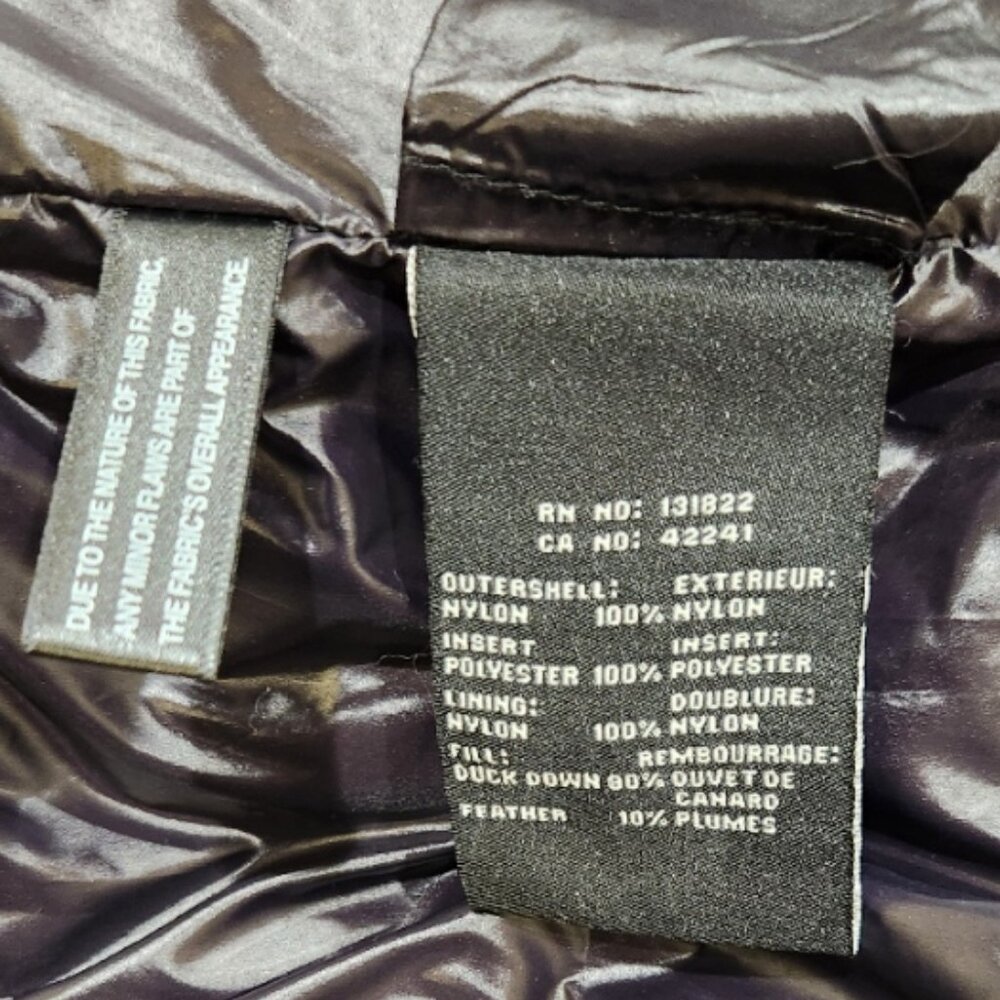 DUE TO THE NATURE OF THIS FABRIC,
ANY MINOR FLAWS ARE PART OF
THE FABRIC'S OVERALL APPEARANCE.
RN NO: 131822
CA NO: 42241
OUTERSHELL: EXTERIEUR:
NYLON 100% NYLON
INSERT INSERT:
POLYESTER 100% POLYESTER
LINING: DOUBLURE:
NYLON 100% NYLON
FILL: REMBOURRAGE:
DUCK DOWN DUVET DE
CANARD
FEATHER 10% PLUMES